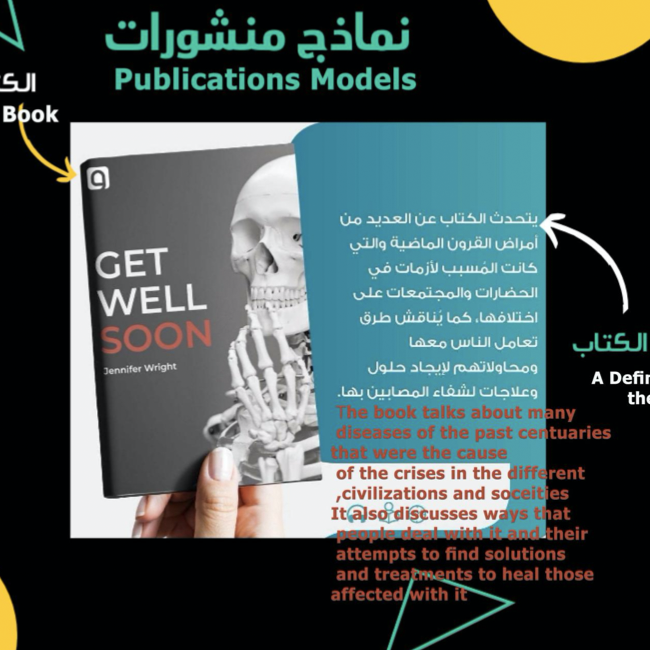 نماذج منشورات
Publications Models
Book
GET
WELL
SOON
Jennifer Wright
يتحدث الكتاب عن العديد من
أمراض القرون الماضية والتي
كانت المُسبب لأزمات في
الحضارات والمجتمعات على
اختلافها، كما يُناقش طرق
تعامل الناس معها
ومحاولاتهم لإيجاد حلول
وعلاجات لشفاء المصابين بها.
The book talks about many
diseases of the past centuaries
that were the cause
of the crises in the different
,civilizations and soceities
It also discusses ways that
people deal with it and their
attempts to find solutions
and treatments to heal those
affected with it
الكتاب
A
the